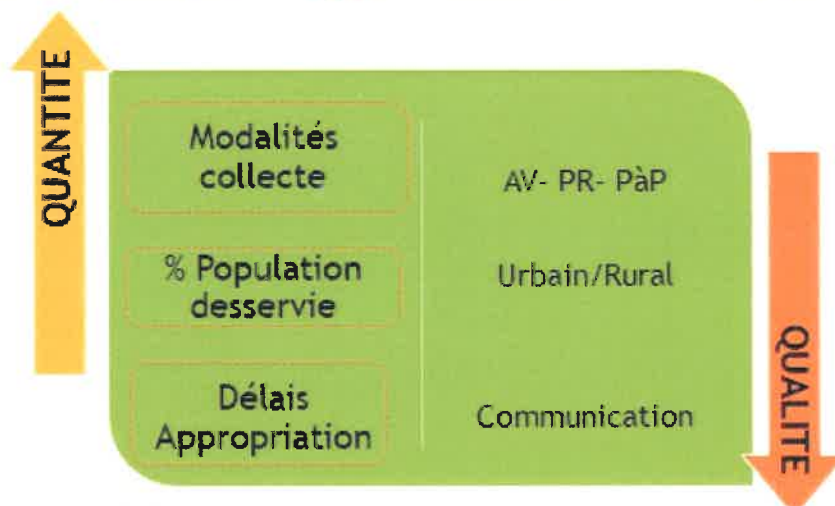 QUANTITE
Modalités
collecte
AV- PR- PàP
% Population
desservie
Urbain/Rural
Délais
Appropriation
Communication
QUALITE